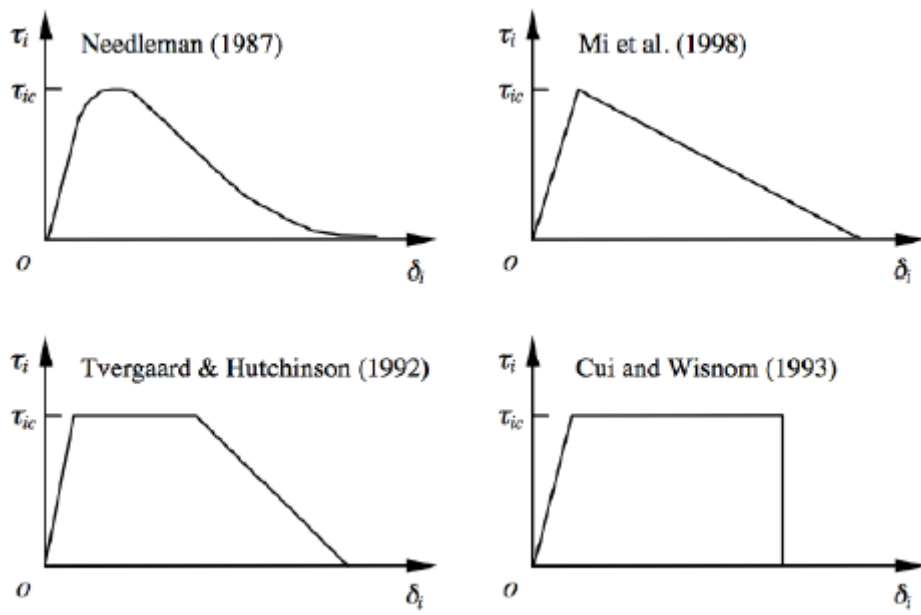 τi
Needleman (1987)
τic
o
δi
τi
Mi et al. (1998)
τic
o
δi
τi
Tvergaard & Hutchinson (1992)
τic
o
δi
τi
Cui and Wisnom (1993)
τic
o
δi